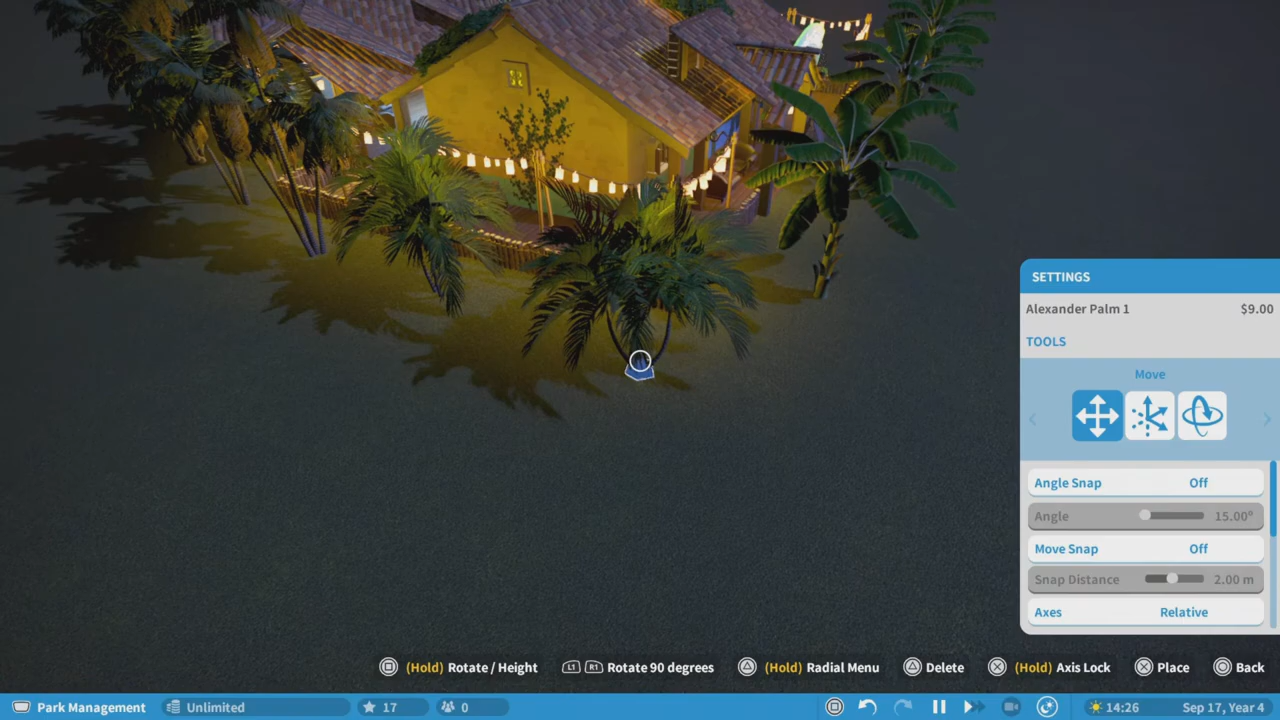 SETTINGS
Alexander Palm 1 $9.00
TOOLS
Move
Angle Snap Off
Angle 15.00°
Move Snap Off
Snap Distance 2.00 m
Axes Relative
(Hold) Rotate / Height L1 R1 Rotate 90 degrees (Hold) Radial Menu Delete (Hold) Axis Lock Place Back
Park Management Unlimited 17 0 14:26 Sep 17, Year 4